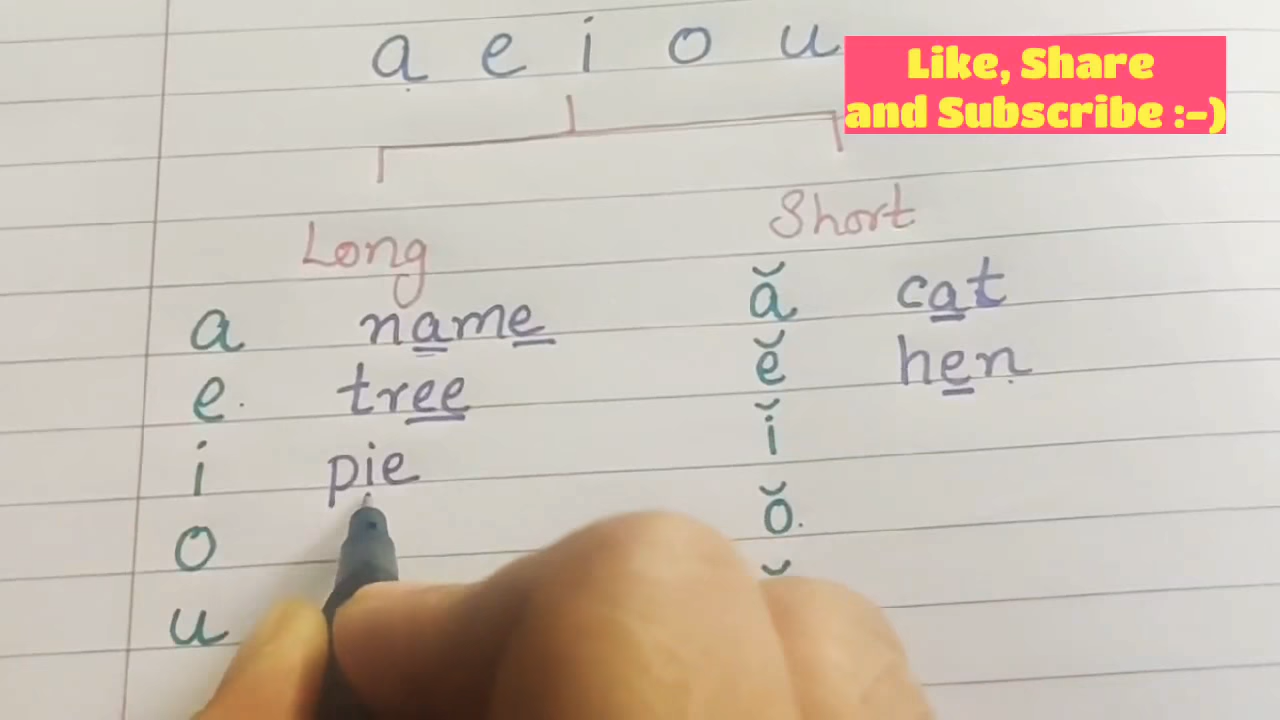 a e i o u
Like, Share
and Subscribe :-)
Long Short
a name ă cat
e. tree ĕ hen
i pie ĭ
o ŏ.
u